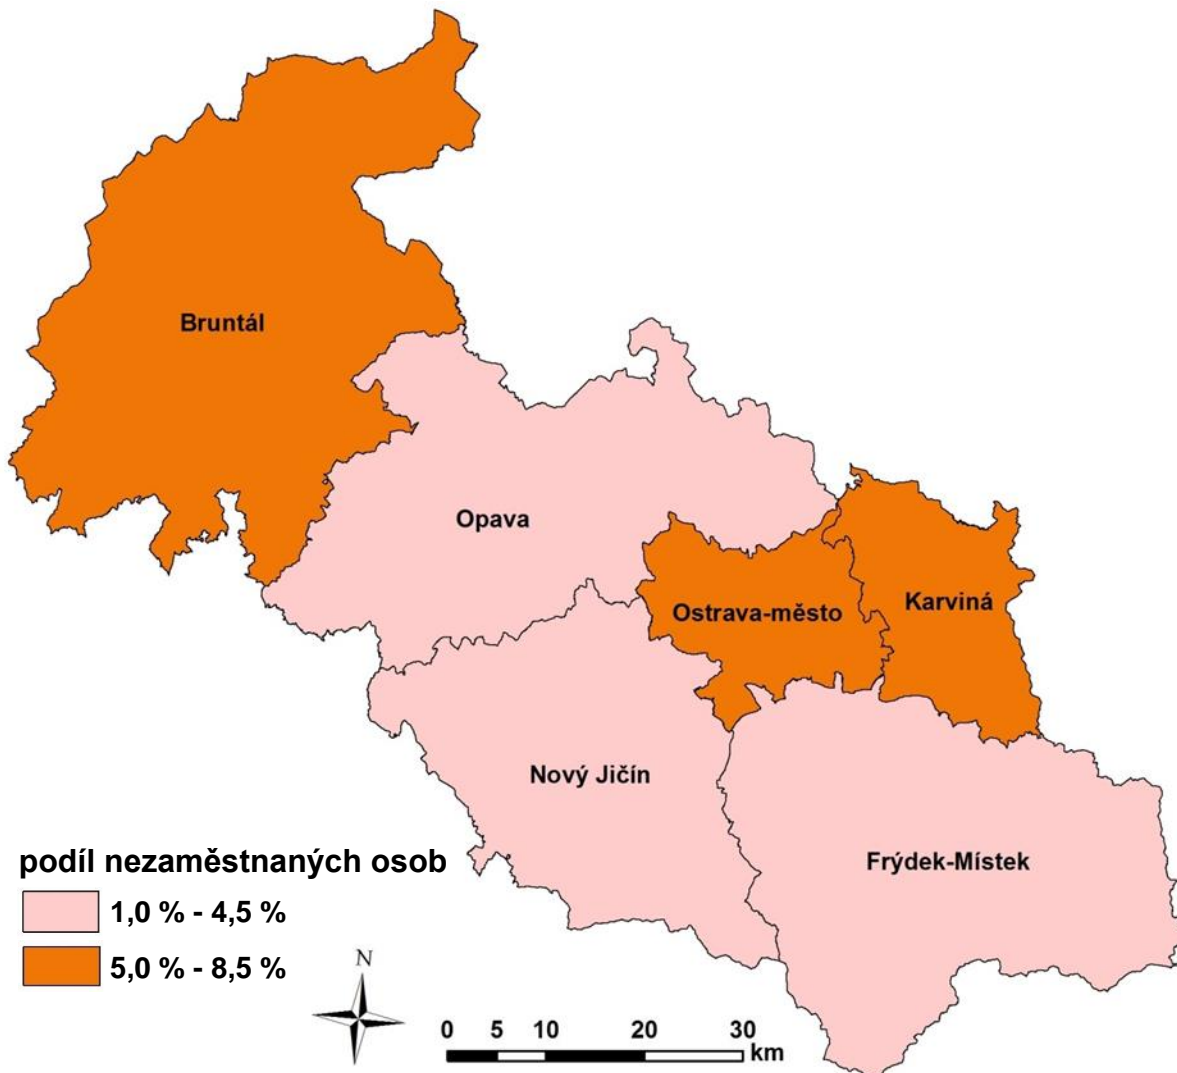 Bruntál
Opava
Ostrava-město
Karviná
Nový Jičín
Frýdek-Místek
podíl nezaměstnaných osob
1,0 % - 4,5 %
5,0 % - 8,5 %
N
0 5 10 20 30
km